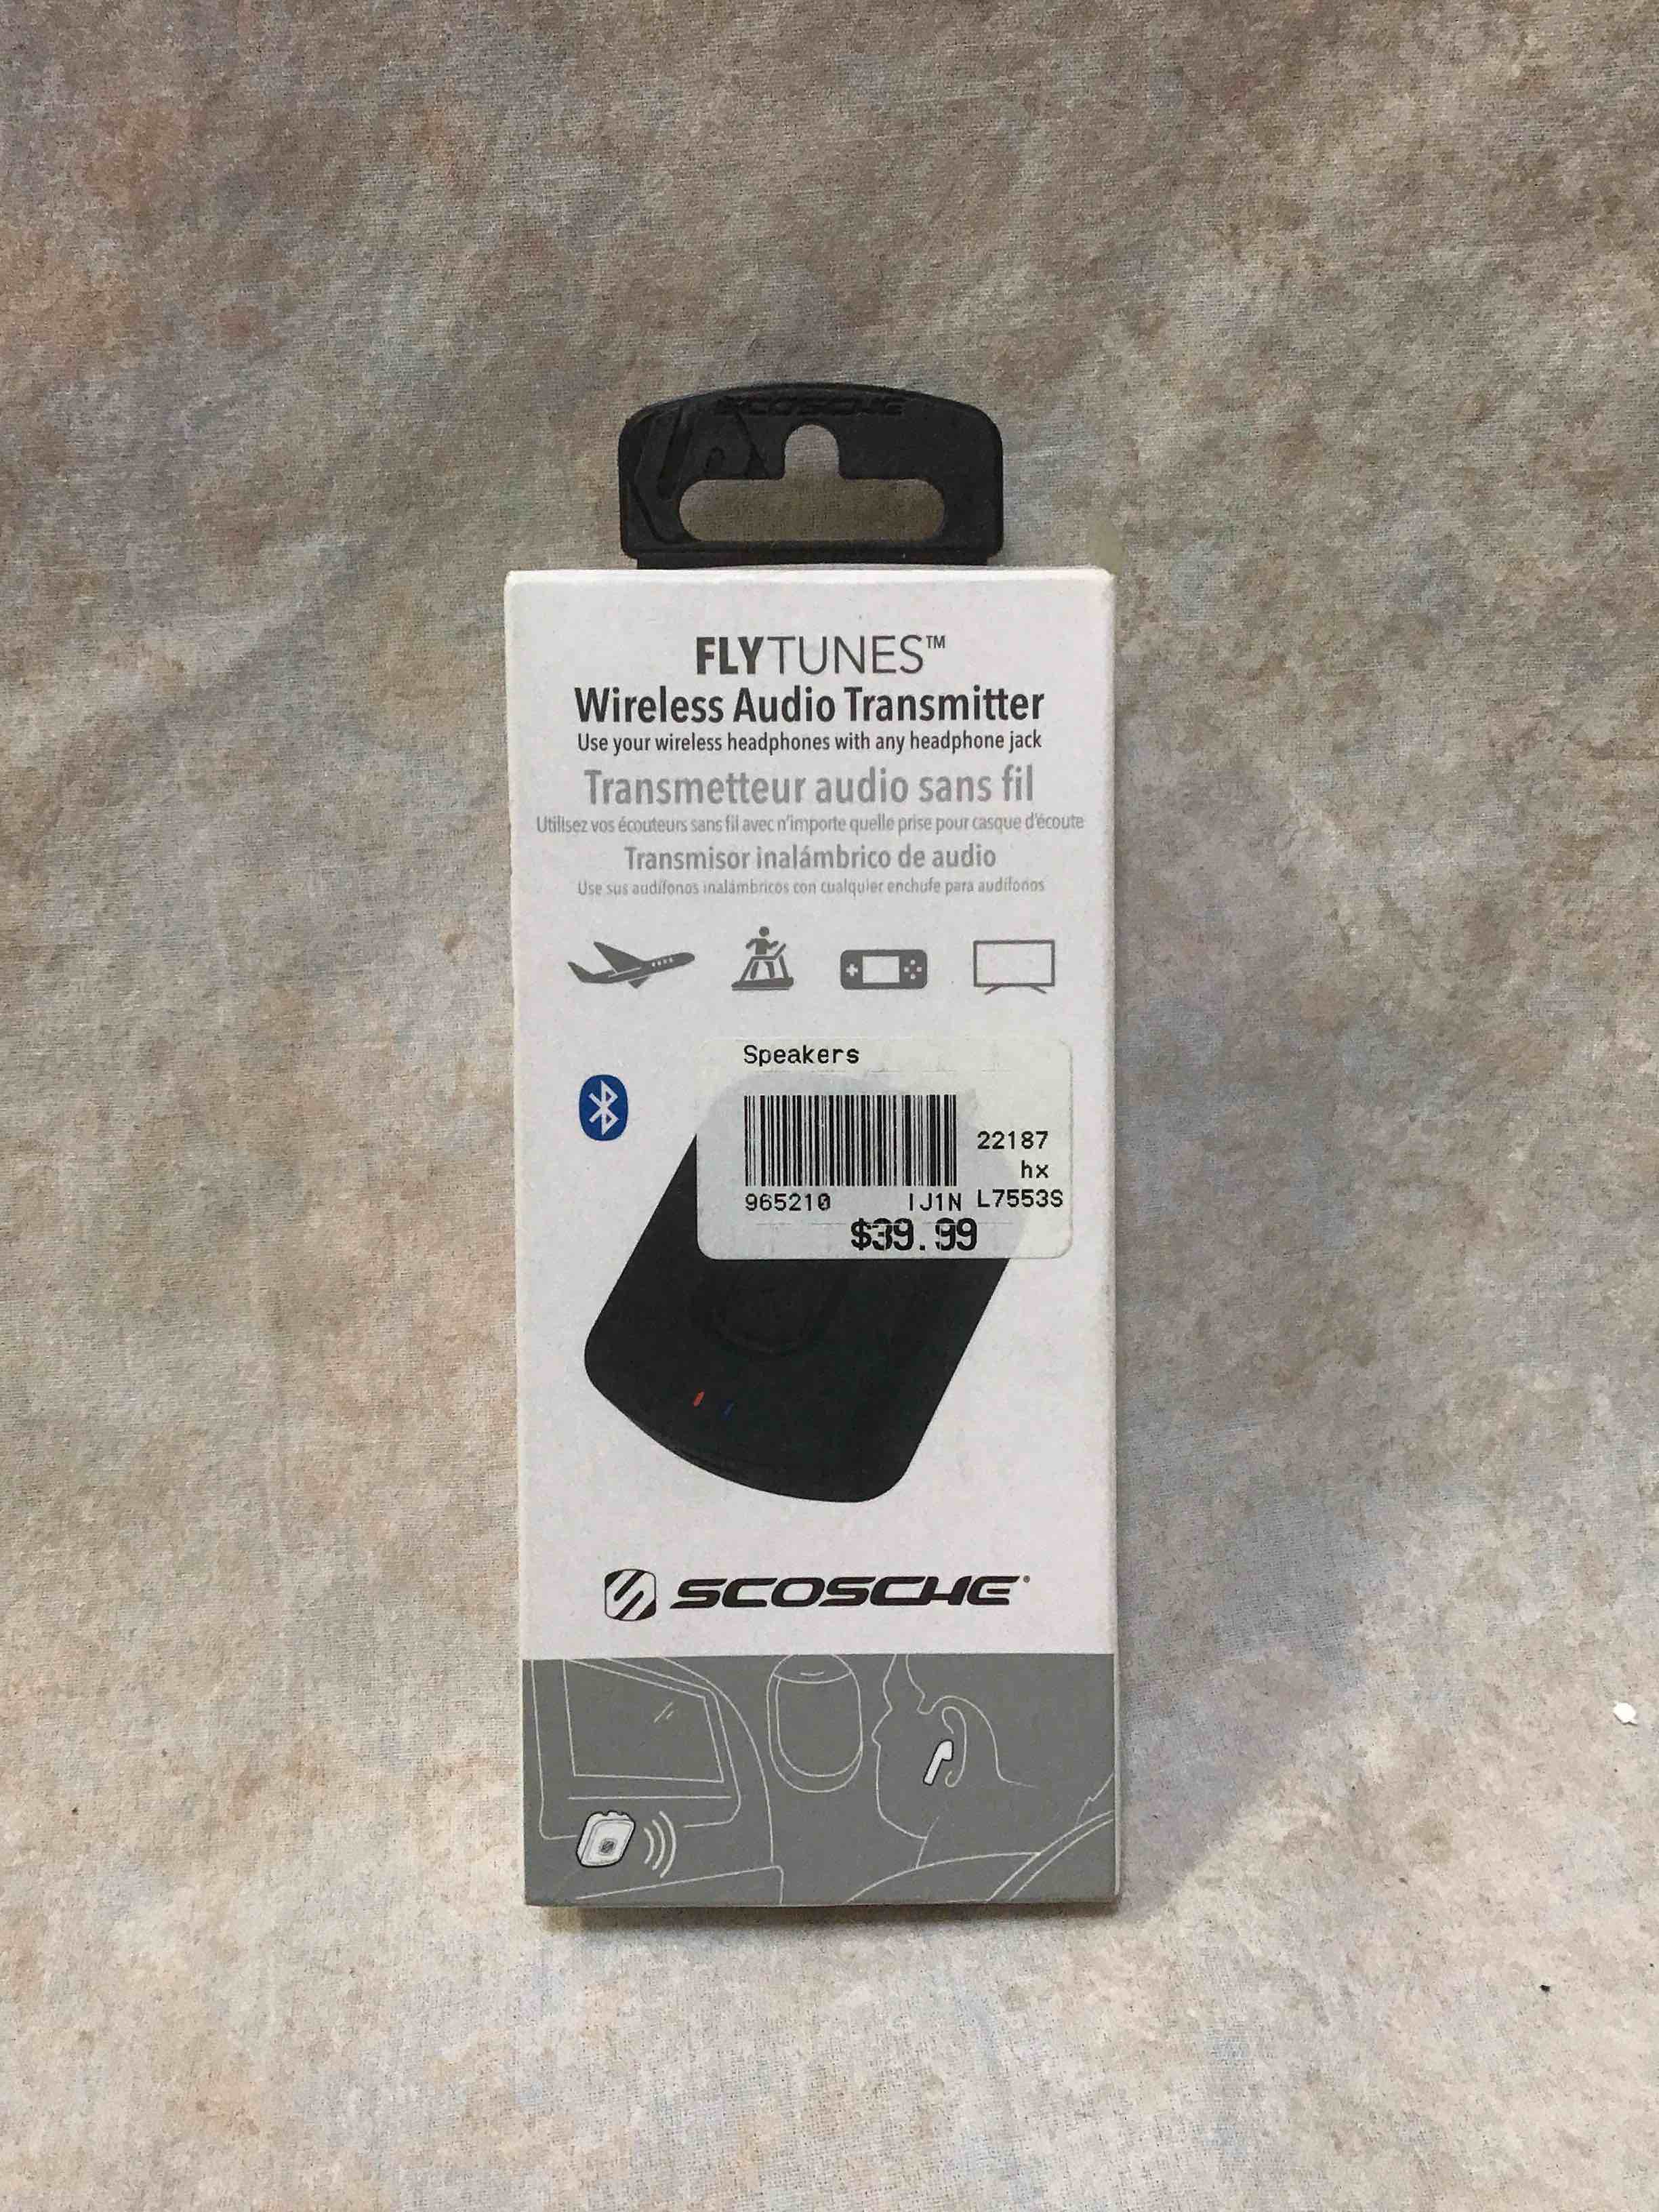 SCOSCHE
FLYTUNES™
Wireless Audio Transmitter
Use your wireless headphones with any headphone jack
Transmetteur audio sans fil
Utilisez vos écouteurs sans fil avec n'importe quelle prise pour casque d'écoute
Transmisor inalámbrico de audio
Use sus audífonos inalámbricos con cualquier enchufe para audífonos
Speakers
22187
hx
965210 IJ1N L7553S
$39.99
SCOSCHE®